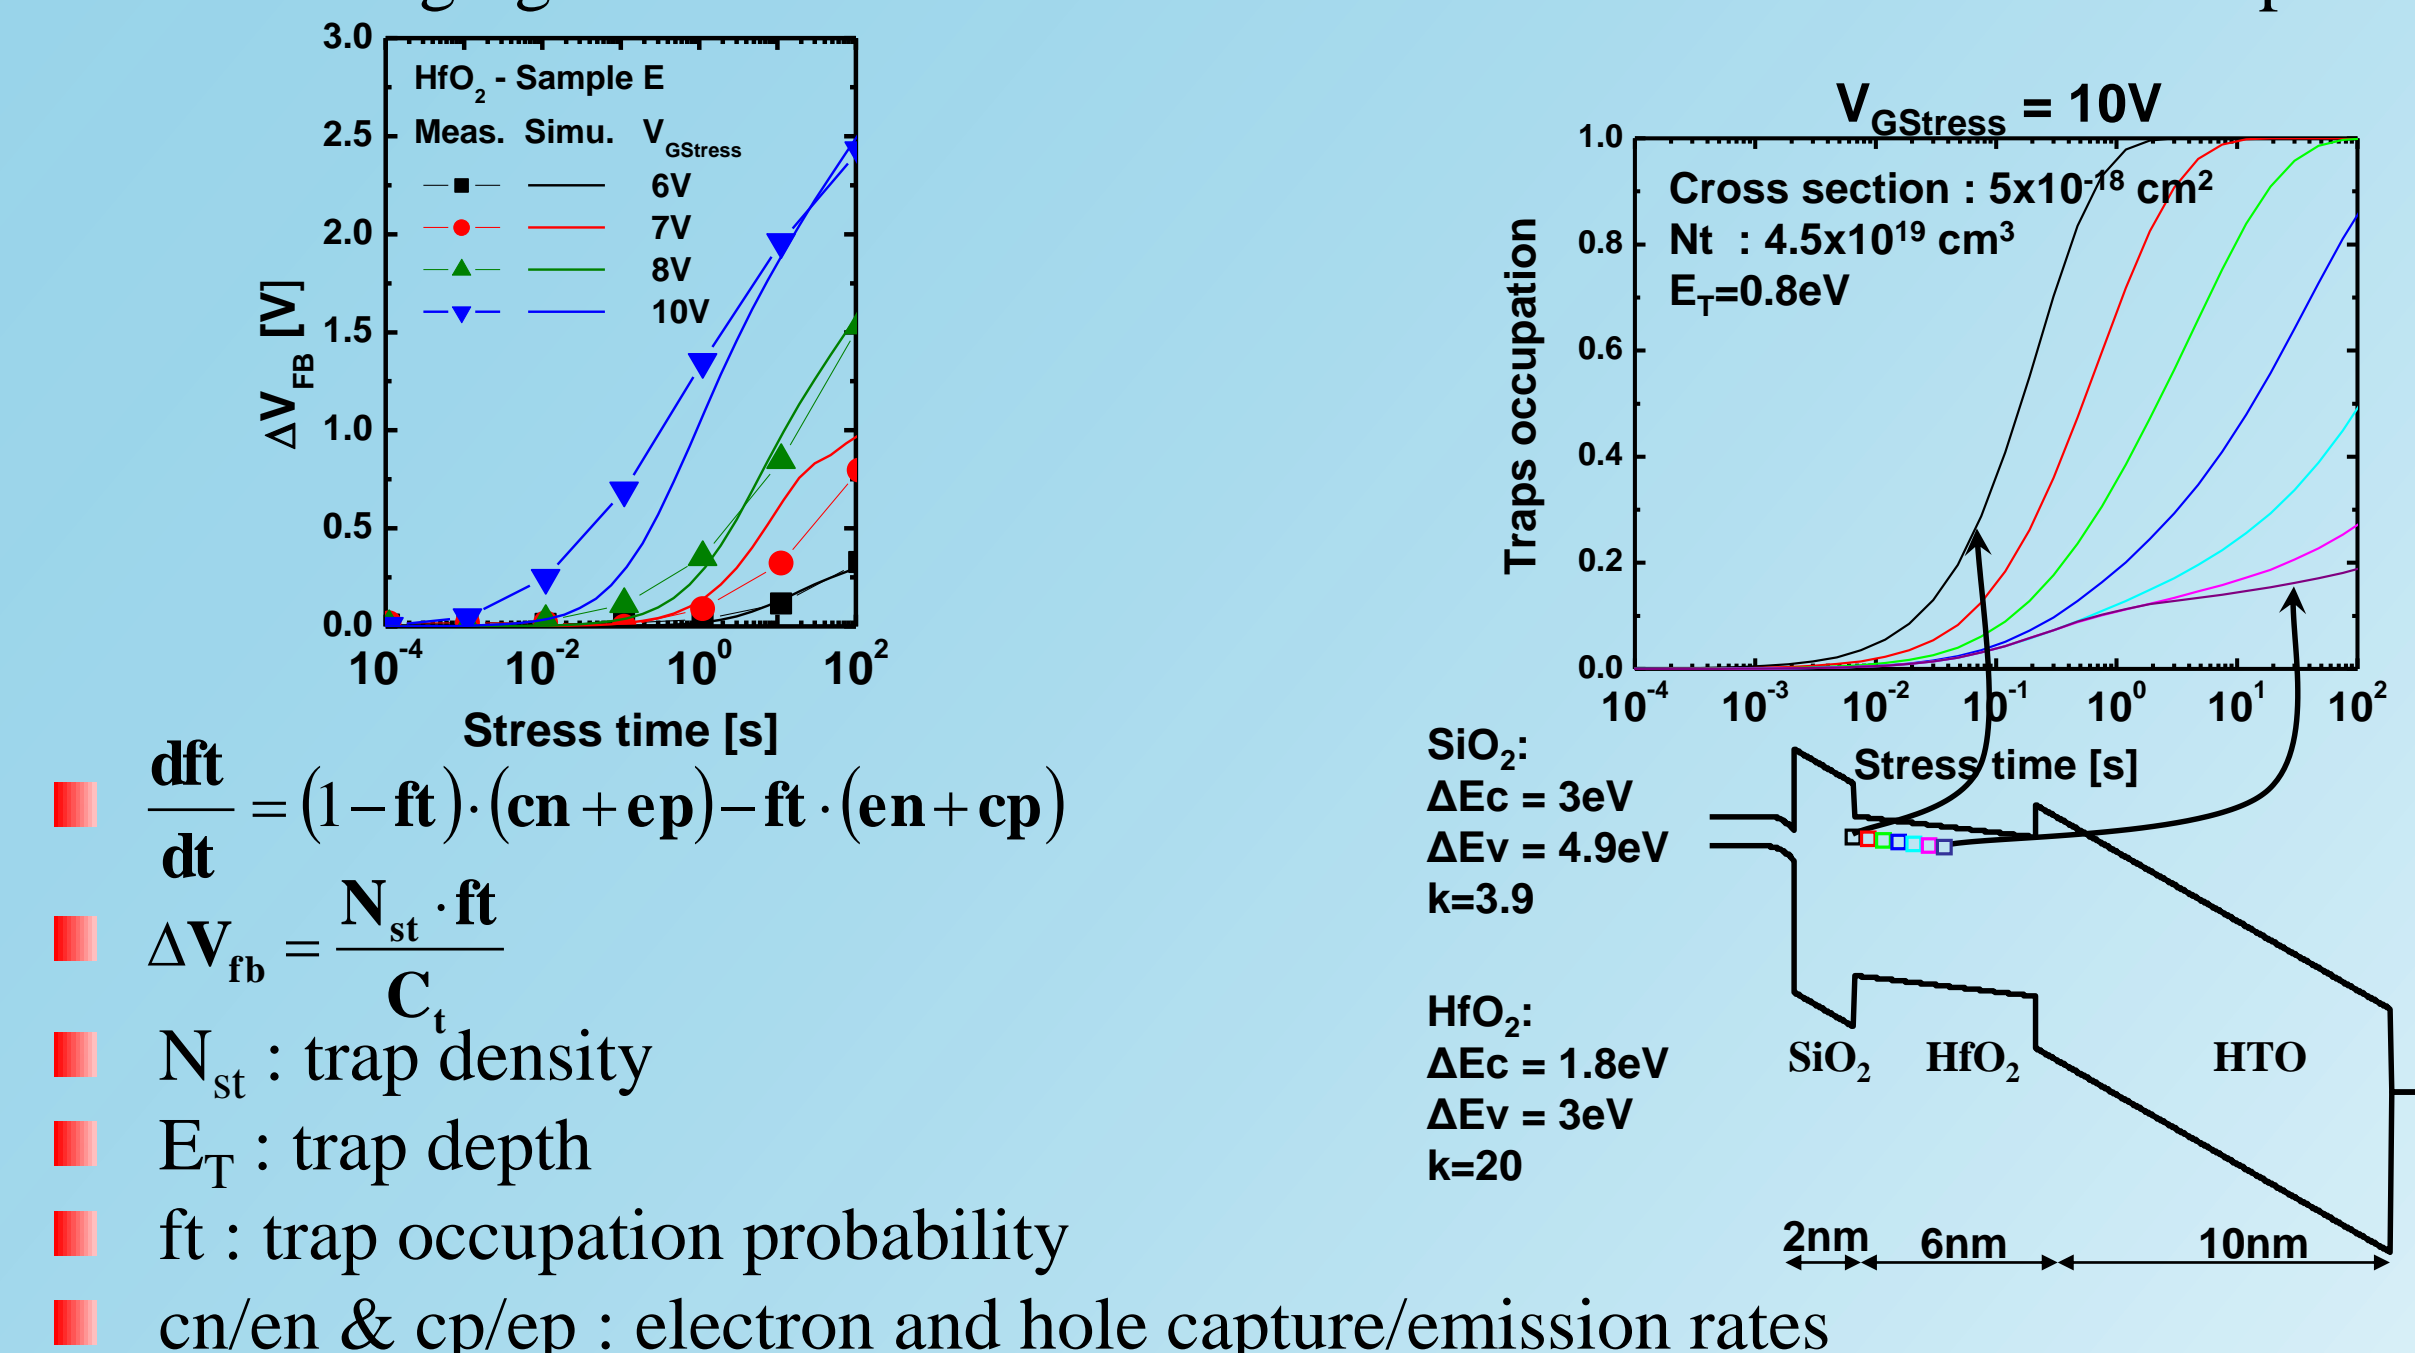 HfO2 - Sample E
Meas. Simu. VGStress
6V
7V
8V
10V
3.0
2.5
2.0
1.5
1.0
0.5
0.0
ΔVFB [V]
10-4 10-2 100 102
Stress time [s]
VGStress = 10V
Cross section : 5x10-18 cm2
Nt : 4.5x1019 cm3
ET=0.8eV
1.0
0.8
0.6
0.4
0.2
0.0
Traps occupation
10-4 10-3 10-2 10-1 100 101 102
Stress time [s]
dft/dt = (1−ft)·(cn+ep)−ft·(en+cp)
ΔVfb = Nst·ft/Ct
Nst : trap density
ET : trap depth
ft : trap occupation probability
cn/en & cp/ep : electron and hole capture/emission rates
SiO2:
ΔEc = 3eV
ΔEv = 4.9eV
k=3.9
HfO2:
ΔEc = 1.8eV
ΔEv = 3eV
k=20
SiO2 HfO2 HTO
2nm 6nm 10nm